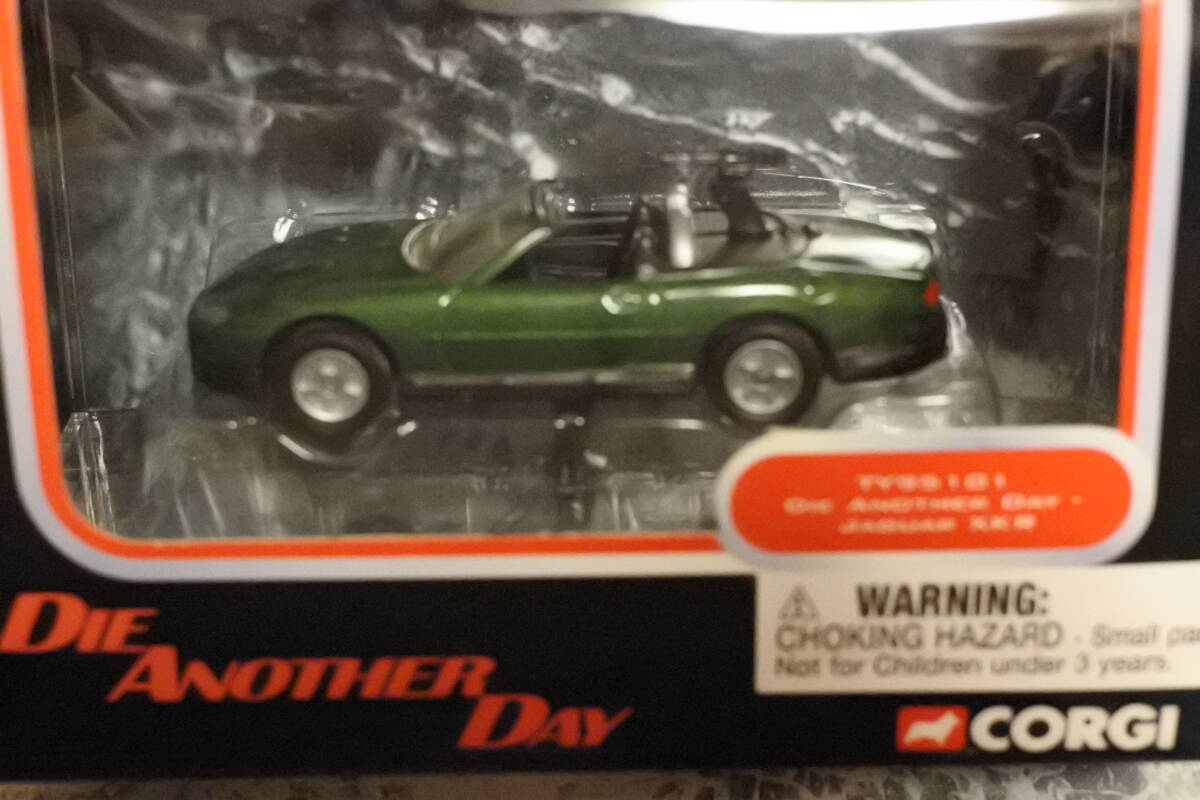 TY95101
DIE ANOTHER DAY -
JAGUAR XKR
DIE
ANOTHER
DAY
WARNING:
CHOKING HAZARD - Small pa
Not for Children under 3 years.
CORGI